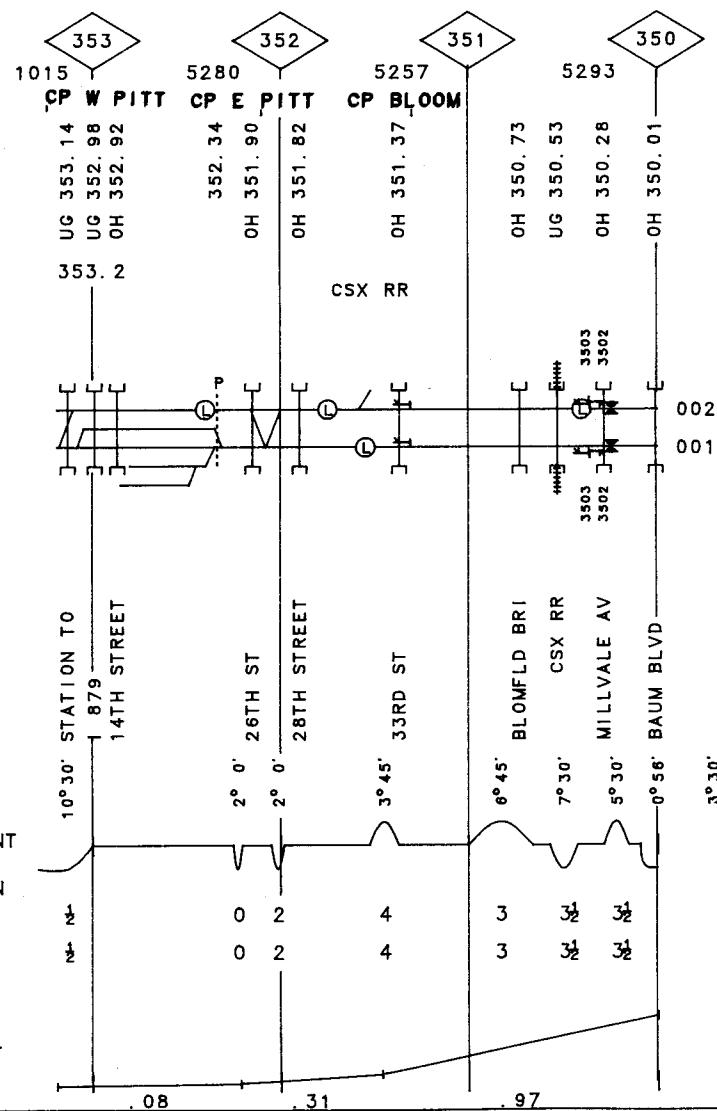 353 352 351 350
1015 5280 5257 5293
CP W PITT CP E PITT CP BLOOM
UG 353.14
UG 352.98
OH 352.92
352.34
OH 351.90
OH 351.82
OH 351.37
OH 350.73
UG 350.53
OH 350.28
OH 350.01
353.2
CSX RR
3503
3502
P
L L L 002
L 001
3503
3502
STATION TO
I 879
14TH STREET
26TH ST
28TH STREET
33RD ST
BLOMFLD BRI
CSX RR
MILLVALE AV
BAUM BLVD
10°30'
2° 0'
2° 0'
3°45'
6°45'
7°30'
5°30'
0°56'
3°30'
NT
N
½ 0 2 4 3 3½ 3½
½ 0 2 4 3 3½ 3½
.08 .31 .97